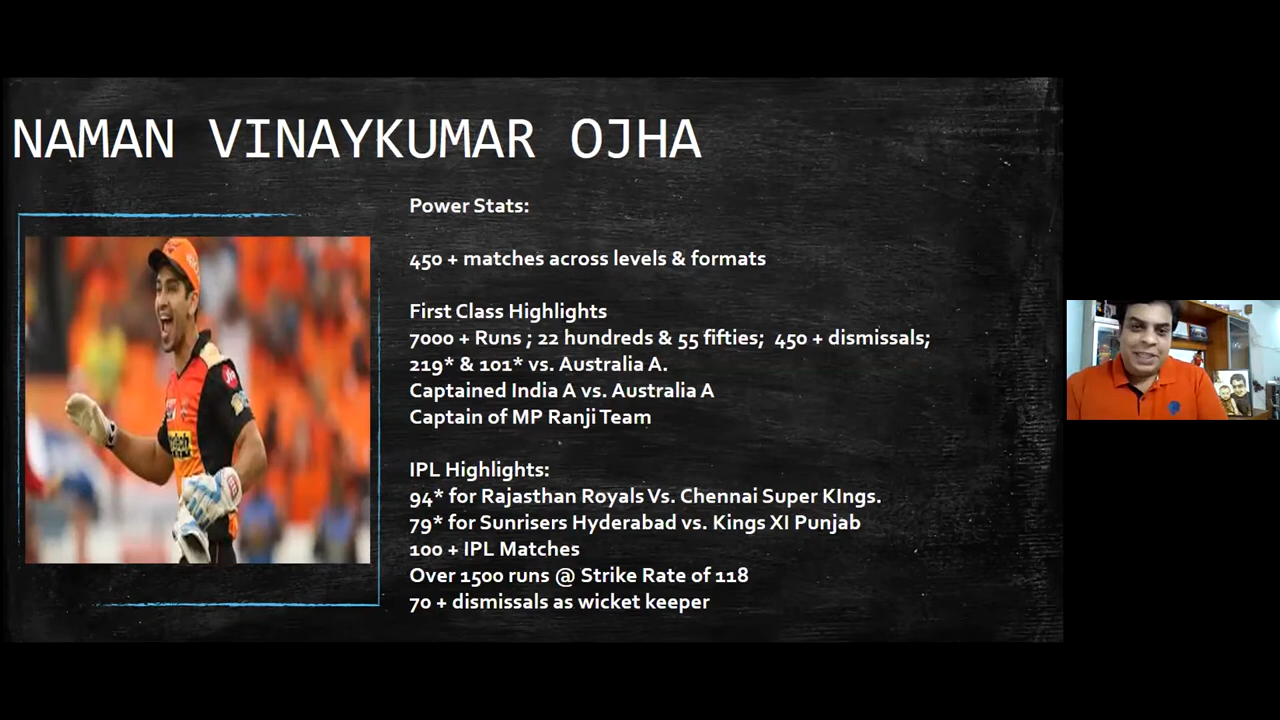 NAMAN VINAYKUMAR OJHA
Power Stats:
450 + matches across levels & formats
First Class Highlights
7000 + Runs ; 22 hundreds & 55 fifties; 450 + dismissals;
219* & 101* vs. Australia A.
Captained India A vs. Australia A
Captain of MP Ranji Team
IPL Highlights:
94* for Rajasthan Royals Vs. Chennai Super KIngs.
79* for Sunrisers Hyderabad vs. Kings XI Punjab
100 + IPL Matches
Over 1500 runs @ Strike Rate of 118
70 + dismissals as wicket keeper